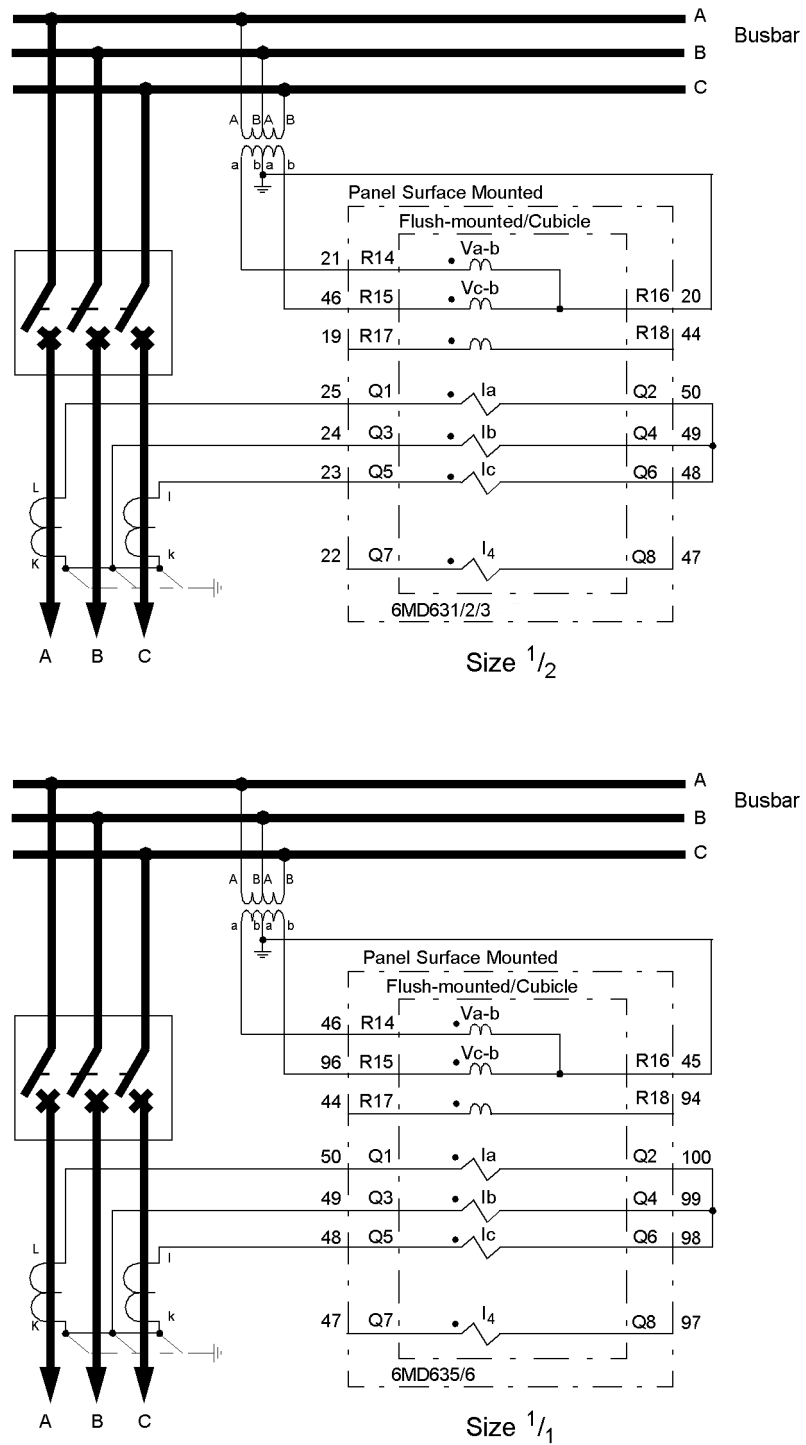 A
Busbar
B
C
A B A B
a b a b
Panel Surface Mounted
Flush-mounted/Cubicle
Va-b
21 R14
Vc-b
46 R15 R16 20
19 R17 R18 44
25 Q1 Ia Q2 50
24 Q3 Ib Q4 49
23 Q5 Ic Q6 48
L l
K k
22 Q7 I4 Q8 47
6MD631/2/3
A B C
Size 1/2
A
Busbar
B
C
A B A B
a b a b
Panel Surface Mounted
Flush-mounted/Cubicle
Va-b
46 R14
Vc-b
96 R15 R16 45
44 R17 R18 94
50 Q1 Ia Q2 100
49 Q3 Ib Q4 99
48 Q5 Ic Q6 98
L l
K k
47 Q7 I4 Q8 97
6MD635/6
A B C
Size 1/1